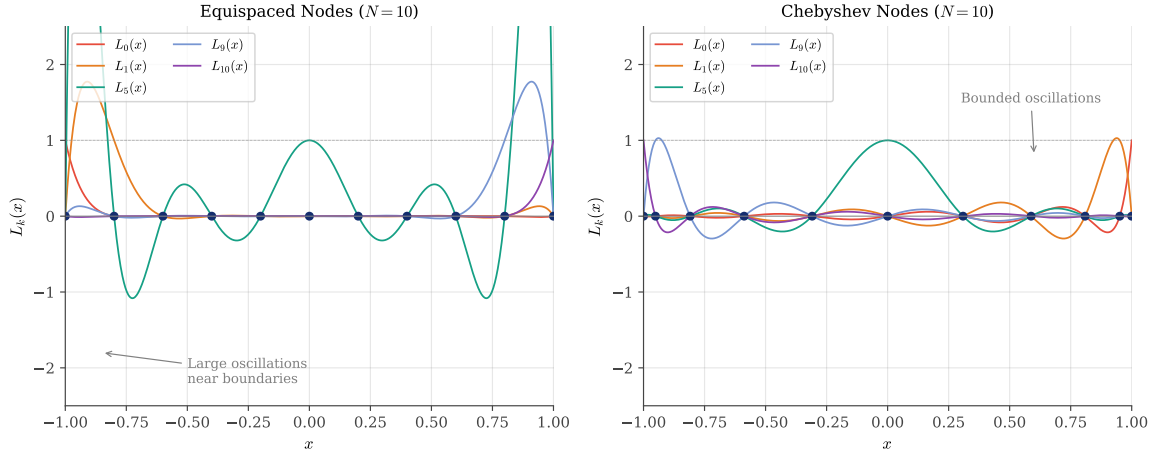 Equispaced Nodes (N = 10)
L₀(x)
L₁(x)
L₅(x)
L₉(x)
L₁₀(x)
Large oscillations
near boundaries
2
1
0
−1
−2
Lₖ(x)
−1.00 −0.75 −0.50 −0.25 0.00 0.25 0.50 0.75 1.00
x
Chebyshev Nodes (N = 10)
L₀(x)
L₁(x)
L₅(x)
L₉(x)
L₁₀(x)
Bounded oscillations
2
1
0
−1
−2
Lₖ(x)
−1.00 −0.75 −0.50 −0.25 0.00 0.25 0.50 0.75 1.00
x